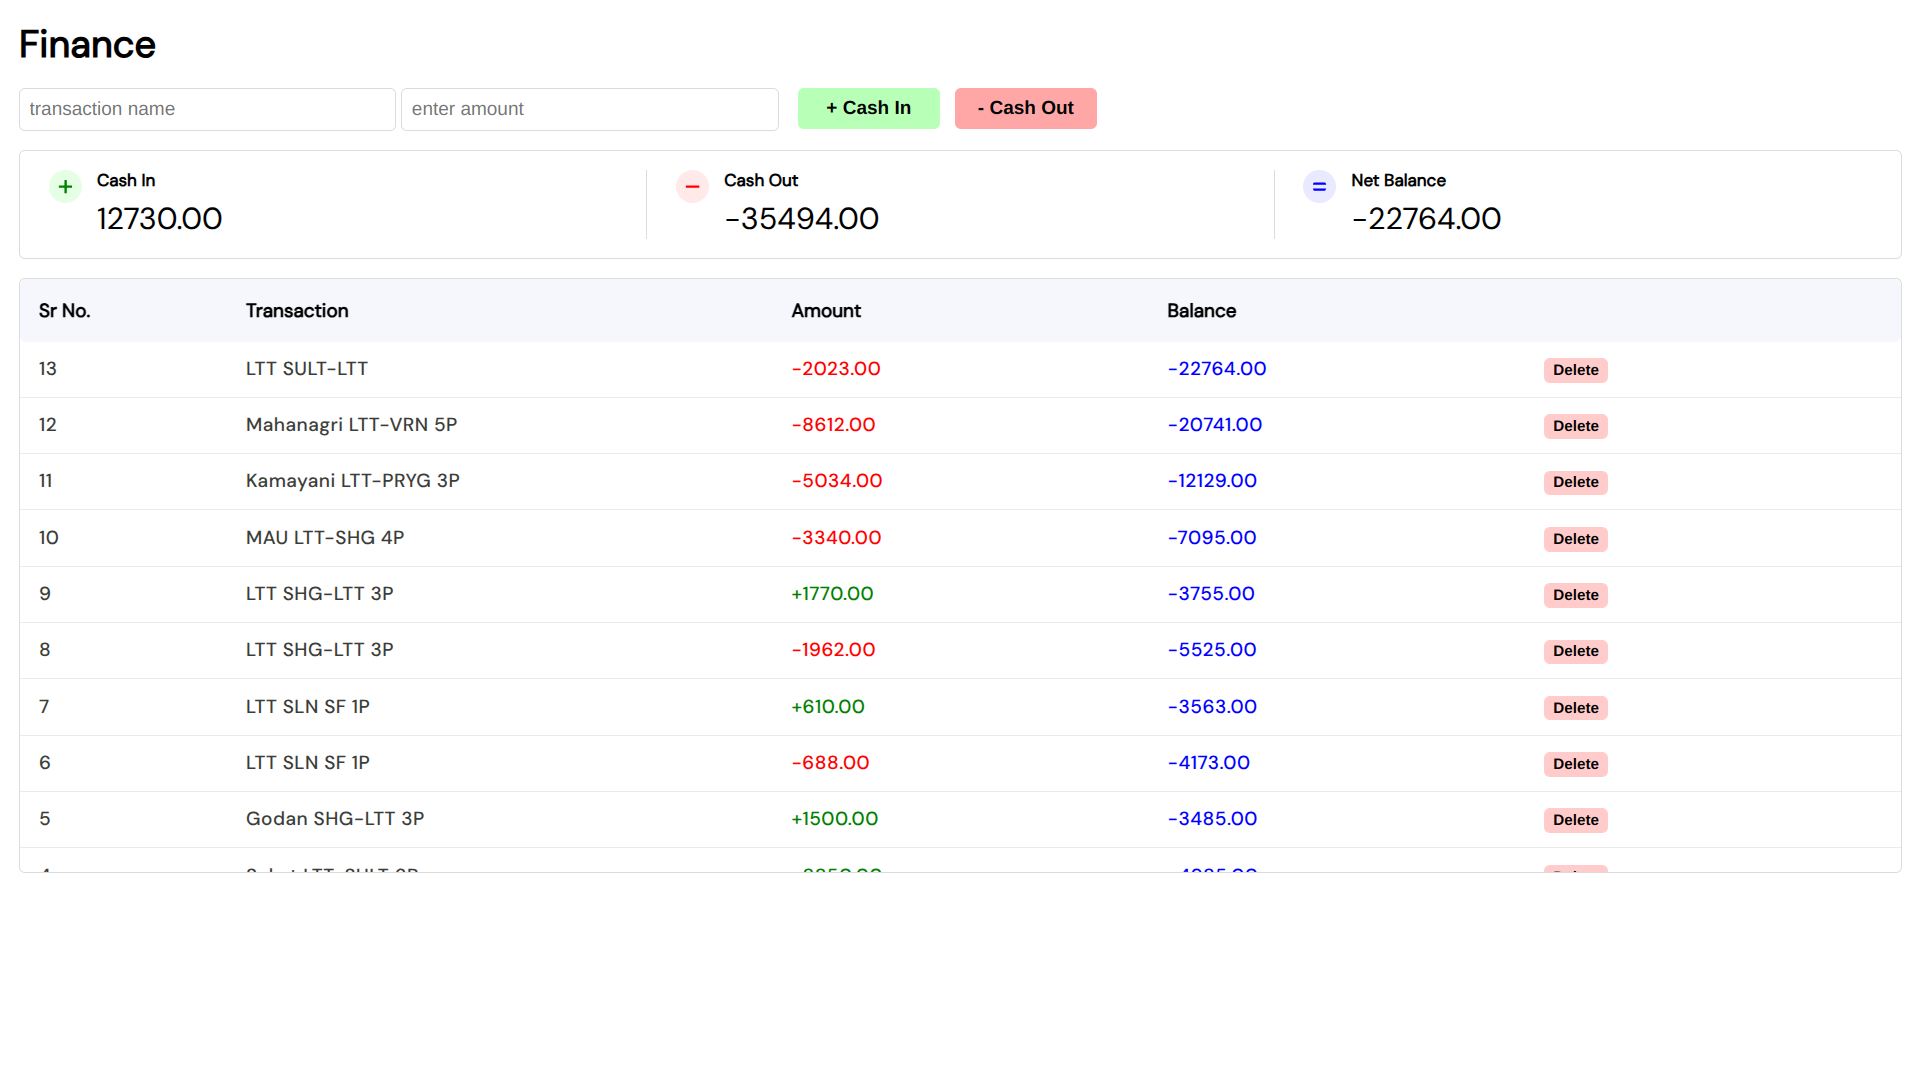 Finance
transaction name enter amount + Cash In - Cash Out
+ Cash In − Cash Out = Net Balance
12730.00 -35494.00 -22764.00
Sr No. Transaction Amount Balance
13 LTT SULT-LTT -2023.00 -22764.00 Delete
12 Mahanagri LTT-VRN 5P -8612.00 -20741.00 Delete
11 Kamayani LTT-PRYG 3P -5034.00 -12129.00 Delete
10 MAU LTT-SHG 4P -3340.00 -7095.00 Delete
9 LTT SHG-LTT 3P +1770.00 -3755.00 Delete
8 LTT SHG-LTT 3P -1962.00 -5525.00 Delete
7 LTT SLN SF 1P +610.00 -3563.00 Delete
6 LTT SLN SF 1P -688.00 -4173.00 Delete
5 Godan SHG-LTT 3P +1500.00 -3485.00 Delete